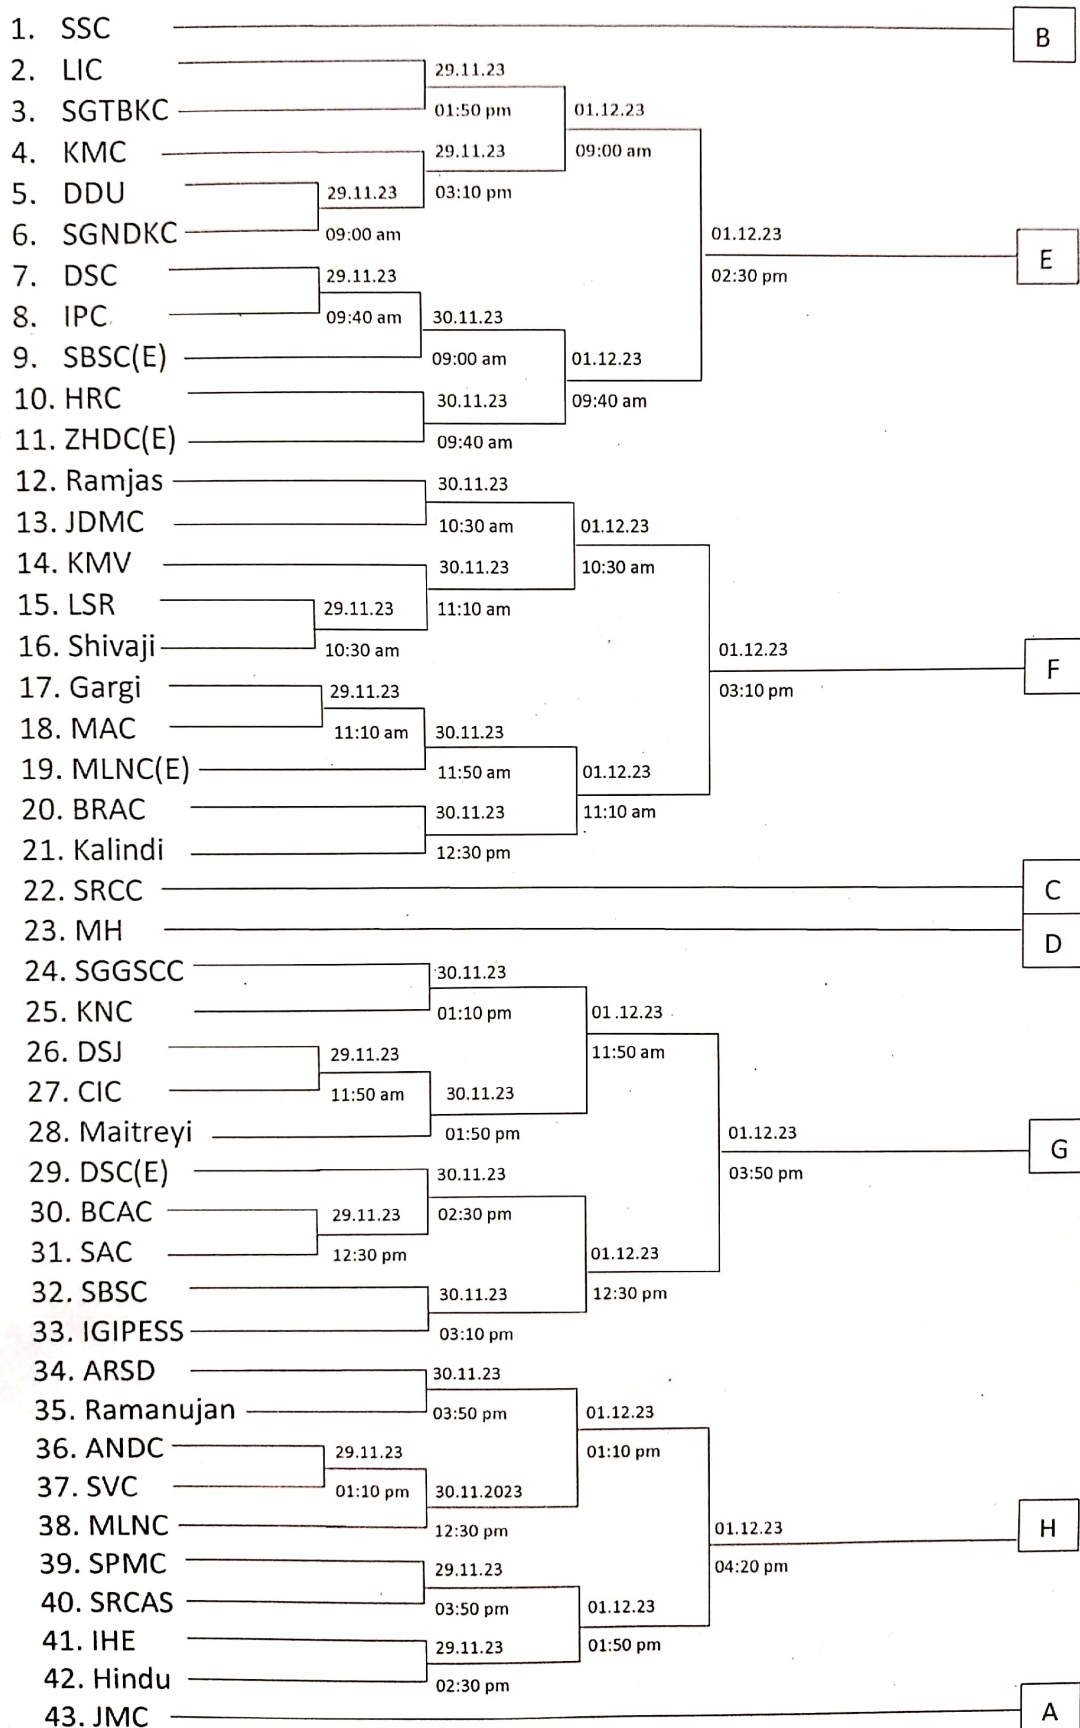 1. SSC
B
2. LIC
29.11.23
3. SGTBKC
01:50 pm
01.12.23
4. KMC
29.11.23
09:00 am
5. DDU
29.11.23
03:10 pm
6. SGNDKC
09:00 am
01.12.23
E
7. DSC
29.11.23
02:30 pm
8. IPC
09:40 am
30.11.23
9. SBSC(E)
09:00 am
01.12.23
10. HRC
30.11.23
09:40 am
11. ZHDC(E)
09:40 am
12. Ramjas
30.11.23
13. JDMC
10:30 am
01.12.23
14. KMV
30.11.23
10:30 am
15. LSR
29.11.23
11:10 am
16. Shivaji
10:30 am
01.12.23
F
17. Gargi
29.11.23
03:10 pm
18. MAC
11:10 am
30.11.23
19. MLNC(E)
11:50 am
01.12.23
20. BRAC
30.11.23
11:10 am
21. Kalindi
12:30 pm
22. SRCC
C
23. MH
D
24. SGGSCC
30.11.23
25. KNC
01:10 pm
01.12.23
26. DSJ
29.11.23
11:50 am
27. CIC
11:50 am
30.11.23
28. Maitreyi
01:50 pm
01.12.23
G
29. DSC(E)
30.11.23
03:50 pm
30. BCAC
29.11.23
02:30 pm
31. SAC
12:30 pm
01.12.23
32. SBSC
30.11.23
12:30 pm
33. IGIPESS
03:10 pm
34. ARSD
30.11.23
35. Ramanujan
03:50 pm
01.12.23
36. ANDC
29.11.23
01:10 pm
37. SVC
01:10 pm
30.11.2023
38. MLNC
12:30 pm
01.12.23
H
39. SPMC
29.11.23
04:20 pm
40. SRCAS
03:50 pm
01.12.23
41. IHE
29.11.23
01:50 pm
42. Hindu
02:30 pm
43. JMC
A